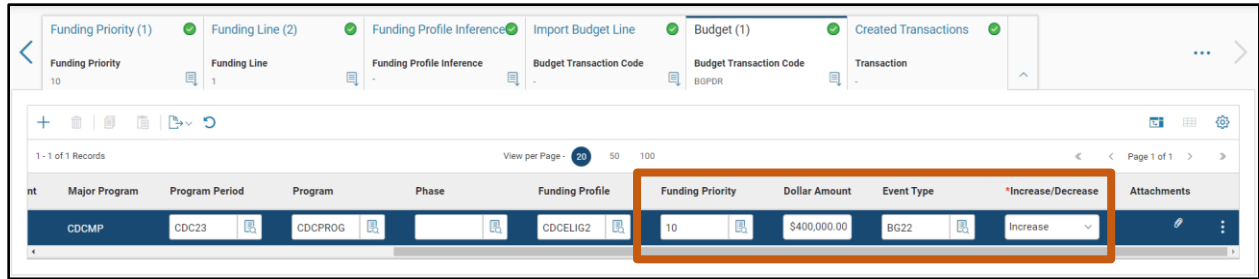 Funding Priority (1) Funding Line (2) Funding Profile Inference Import Budget Line Budget (1) Created Transactions
Funding Priority Funding Line Funding Profile Inference Budget Transaction Code Budget Transaction Code Transaction
10 1 - - BGPDR -
1 - 1 of 1 Records View per Page - 20 50 100 Page 1 of 1
nt Major Program Program Period Program Phase Funding Profile Funding Priority Dollar Amount Event Type *Increase/Decrease Attachments
CDCMP CDC23 CDCPROG CDCELIG2 10 $400,000.00 BG22 Increase